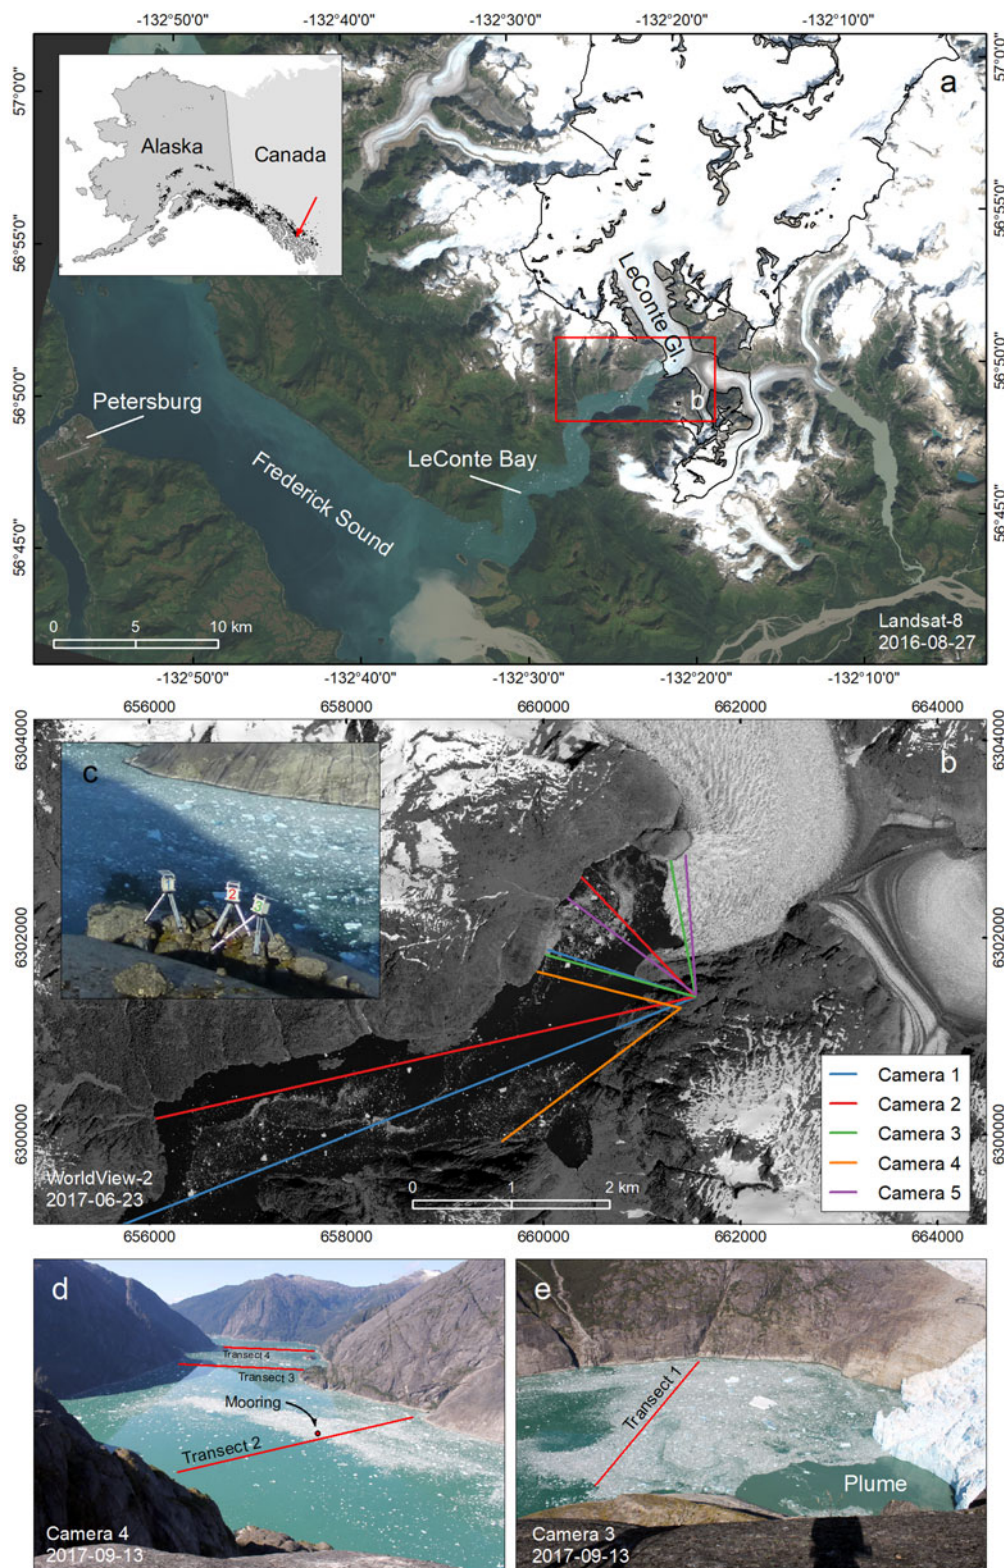 -132°50'0" -132°40'0" -132°30'0" -132°20'0" -132°10'0"
a
57°0'0"
57°0'0"
Alaska
Canada
56°55'0"
56°55'0"
LeConte Gl.
56°50'0"
56°50'0"
b
Petersburg
LeConte Bay
Frederick Sound
56°45'0"
56°45'0"
0 5 10 km
Landsat-8
2016-08-27
-132°50'0" -132°40'0" -132°30'0" -132°20'0" -132°10'0"
656000 658000 660000 662000 664000
6304000
6304000
c
b
1
2
3
6302000
6302000
Camera 1
Camera 2
Camera 3
Camera 4
Camera 5
6300000
6300000
WorldView-2
2017-06-23
0 1 2 km
656000 658000 660000 662000 664000
d
Transect 4
Transect 3
Mooring
Transect 2
Camera 4
2017-09-13
e
Transect 1
Plume
Camera 3
2017-09-13